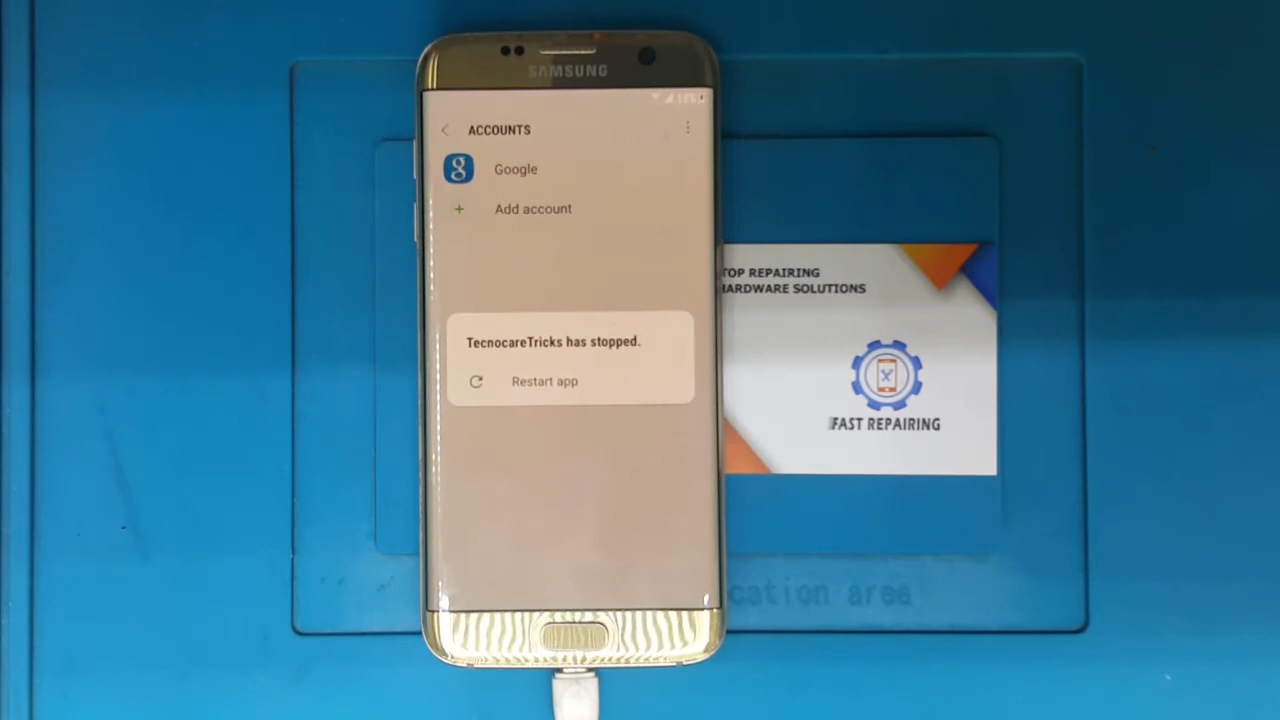 SAMSUNG
ACCOUNTS
Google
Add account
TecnocareTricks has stopped.
Restart app
TOP REPAIRING
HARDWARE SOLUTIONS
FAST REPAIRING
cation area